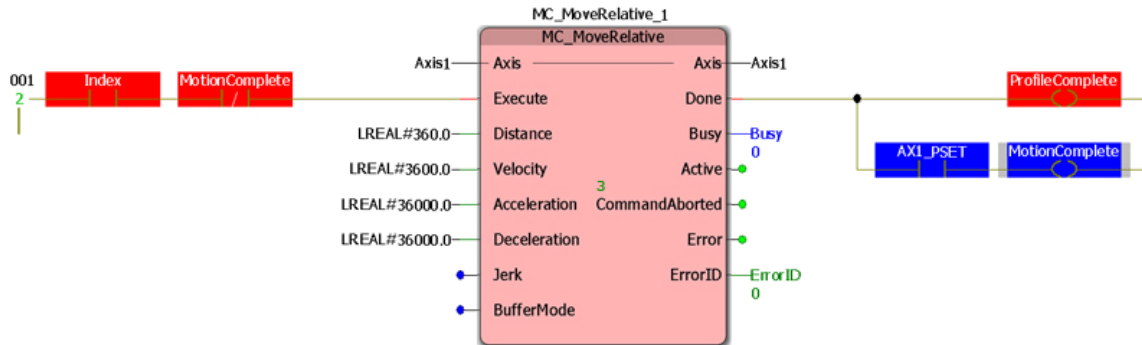 MC_MoveRelative_1
MC_MoveRelative
Axis1 Axis Axis Axis1
001 Index MotionComplete Execute Done ProfileComplete
2
LREAL#360.0 Distance Busy Busy
0
AX1_PSET MotionComplete
LREAL#3600.0 Velocity Active
3
LREAL#36000.0 Acceleration CommandAborted
LREAL#36000.0 Deceleration Error
Jerk ErrorID ErrorID
0
BufferMode